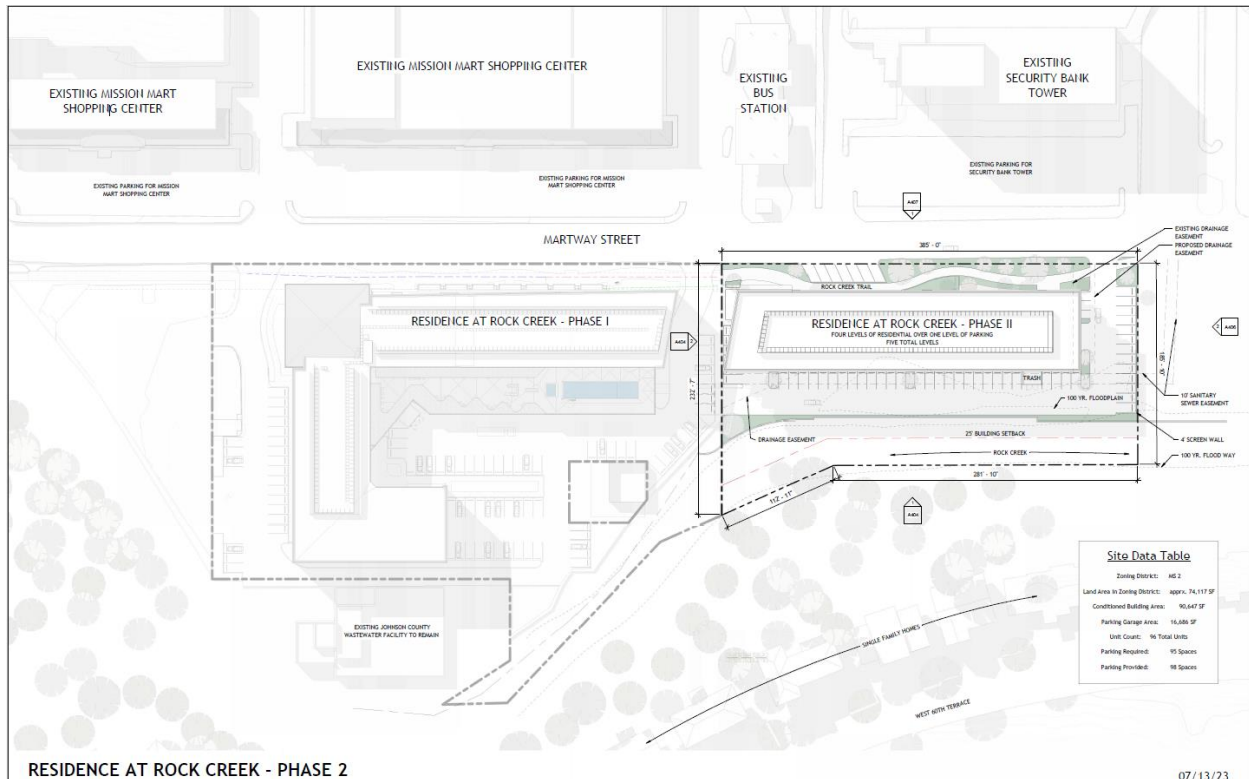 EXISTING MISSION MART
SHOPPING CENTER
EXISTING MISSION MART SHOPPING CENTER
EXISTING
BUS
STATION
EXISTING
SECURITY BANK
TOWER
EXISTING PARKING FOR MISSION
MART SHOPPING CENTER
EXISTING PARKING FOR MISSION
MART SHOPPING CENTER
EXISTING PARKING FOR
SECURITY BANK TOWER
A407
1
MARTWAY STREET
385' - 0"
EXISTING DRAINAGE
EASEMENT
PROPOSED DRAINAGE
EASEMENT
ROCK CREEK TRAIL
RESIDENCE AT ROCK CREEK - PHASE I
RESIDENCE AT ROCK CREEK - PHASE II
FOUR LEVELS OF RESIDENTIAL OVER ONE LEVEL OF PARKING
FIVE TOTAL LEVELS
A404
2
2
A406
232' - 7"
185' - 10"
TRASH
100 YR. FLOODPLAIN
10' SANITARY
SEWER EASEMENT
DRAINAGE EASEMENT
25' BUILDING SETBACK
4' SCREEN WALL
ROCK CREEK
100 YR. FLOOD WAY
112' - 11"
281' - 10"
1
A404
EXISTING JOHNSON COUNTY
WASTEWATER FACILITY TO REMAIN
SINGLE FAMILY HOMES
WEST 60TH TERRACE
Site Data Table
Zoning District: MS 2
Land Area in Zoning District: apprx. 74,117 SF
Conditioned Building Area: 90,647 SF
Parking Garage Area: 16,686 SF
Unit Count: 96 Total Units
Parking Required: 95 Spaces
Parking Provided: 98 Spaces
RESIDENCE AT ROCK CREEK - PHASE 2
07/13/23